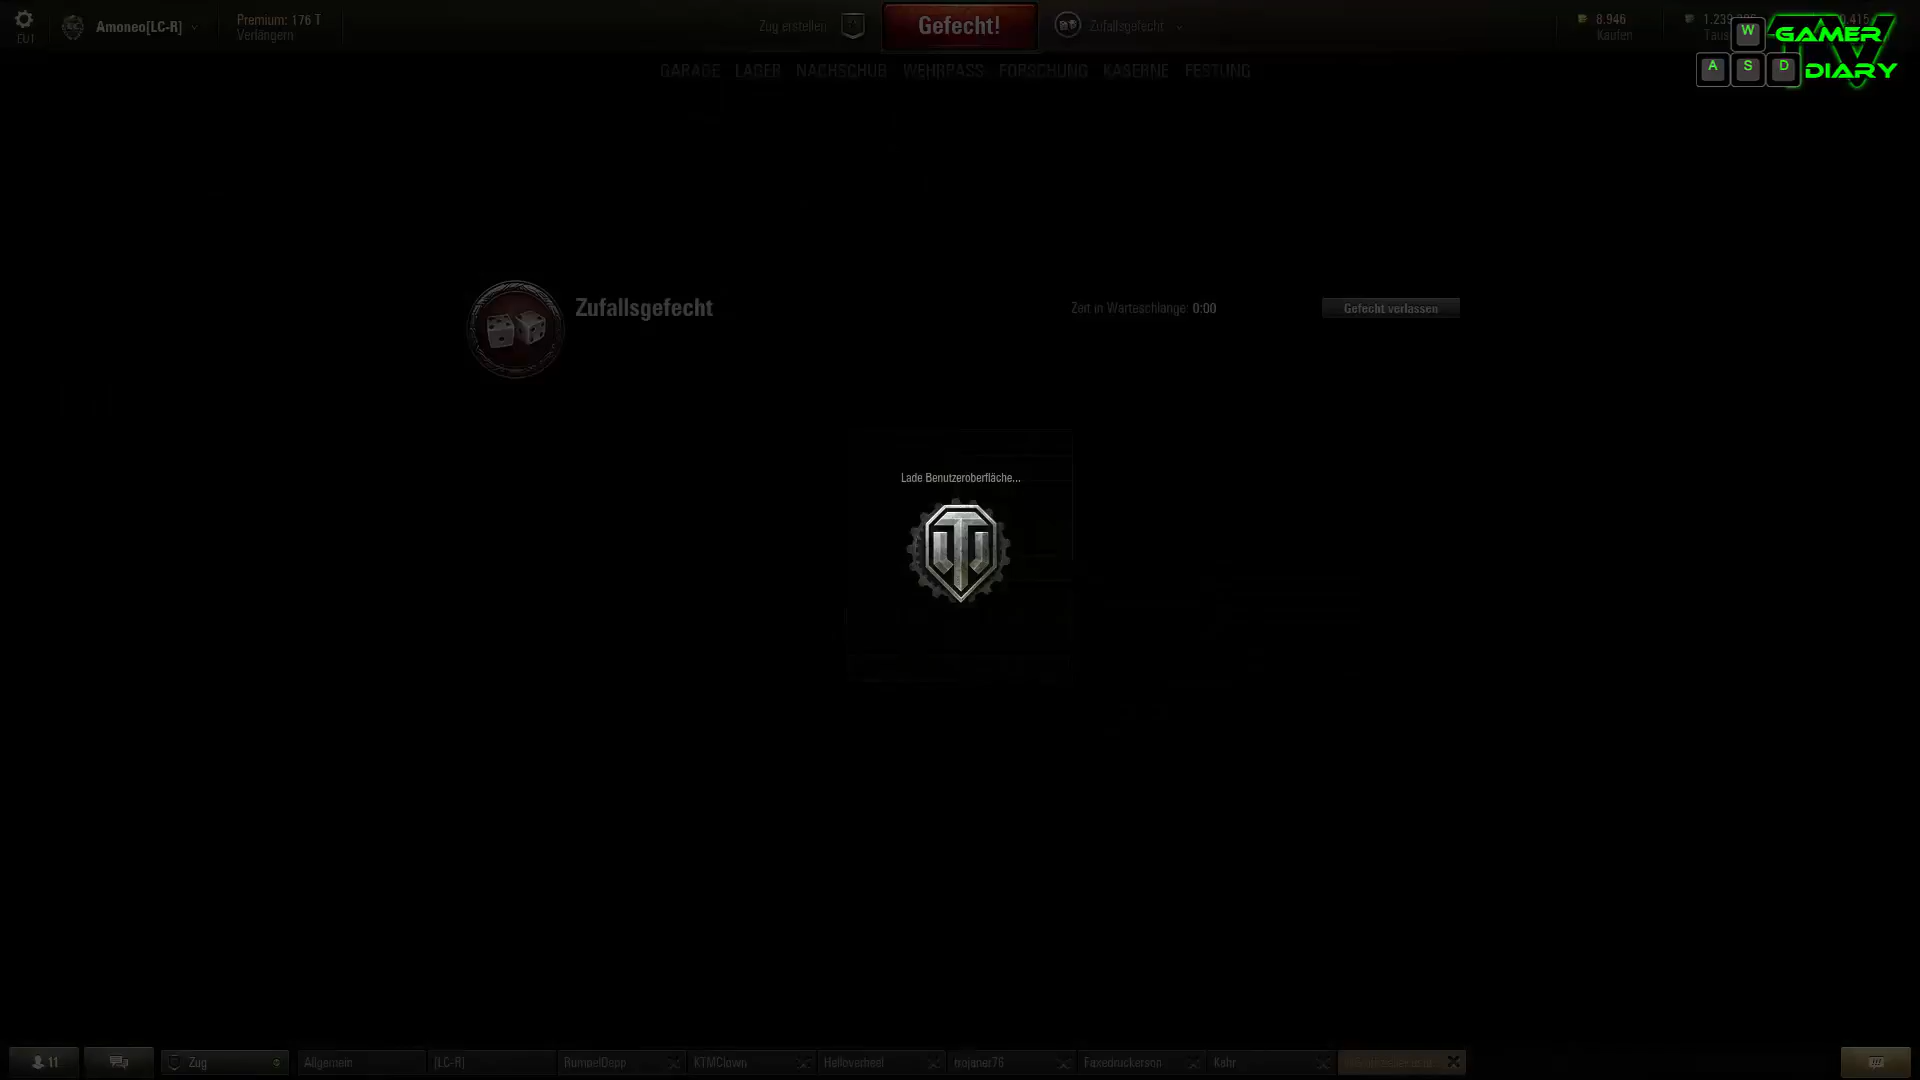 EU1
Amoneo[LC-R]
Premium: 176 T
Verlängern
Zug erstellen
Gefecht!
Zufallsgefecht
8.946
Kaufen
W
A S D
GAMER
DIARY
GARAGE LAGER NACHSCHUB WEHRPASS FORSCHUNG KASERNE FESTUNG
Zufallsgefecht
Zeit in Warteschlange: 0:00
Gefecht verlassen
Lade Benutzeroberfläche...
11
Zug
Allgemein
[LC-R]
RumpelDepp
KTMClown
Helloverheel
trojaner76
Faxedruckerson
Kahr